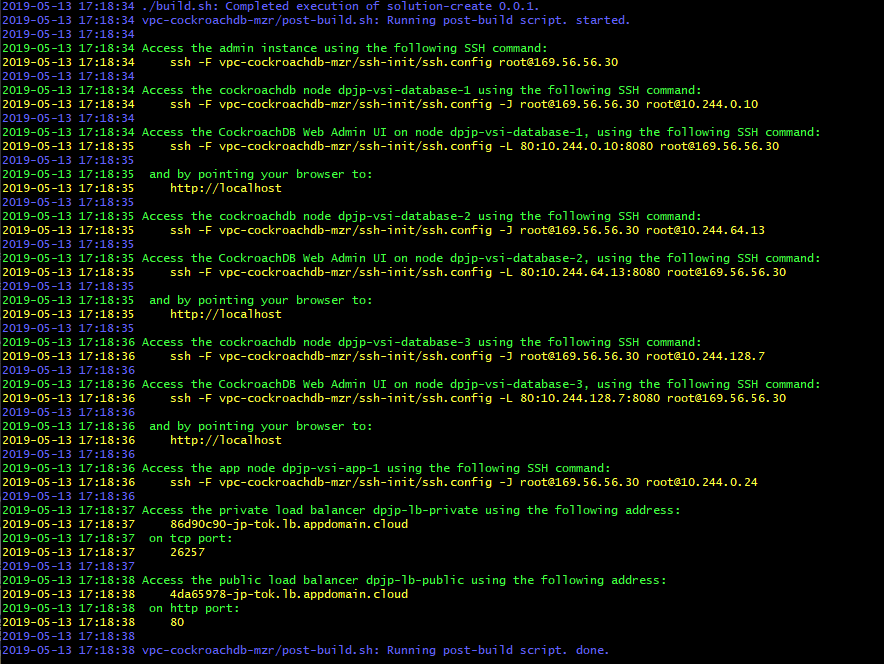 2019-05-13 17:18:34 ./build.sh: Completed execution of solution-create 0.0.1.
2019-05-13 17:18:34 vpc-cockroachdb-mzr/post-build.sh: Running post-build script. started.
2019-05-13 17:18:34
2019-05-13 17:18:34 Access the admin instance using the following SSH command:
2019-05-13 17:18:34     ssh -F vpc-cockroachdb-mzr/ssh-init/ssh.config root@169.56.56.30
2019-05-13 17:18:34
2019-05-13 17:18:34 Access the cockroachdb node dpjp-vsi-database-1 using the following SSH command:
2019-05-13 17:18:34     ssh -F vpc-cockroachdb-mzr/ssh-init/ssh.config -J root@169.56.56.30 root@10.244.0.10
2019-05-13 17:18:34
2019-05-13 17:18:34 Access the CockroachDB Web Admin UI on node dpjp-vsi-database-1, using the following SSH command:
2019-05-13 17:18:35     ssh -F vpc-cockroachdb-mzr/ssh-init/ssh.config -L 80:10.244.0.10:8080 root@169.56.56.30
2019-05-13 17:18:35
2019-05-13 17:18:35  and by pointing your browser to:
2019-05-13 17:18:35     http://localhost
2019-05-13 17:18:35
2019-05-13 17:18:35 Access the cockroachdb node dpjp-vsi-database-2 using the following SSH command:
2019-05-13 17:18:35     ssh -F vpc-cockroachdb-mzr/ssh-init/ssh.config -J root@169.56.56.30 root@10.244.64.13
2019-05-13 17:18:35
2019-05-13 17:18:35 Access the CockroachDB Web Admin UI on node dpjp-vsi-database-2, using the following SSH command:
2019-05-13 17:18:35     ssh -F vpc-cockroachdb-mzr/ssh-init/ssh.config -L 80:10.244.64.13:8080 root@169.56.56.30
2019-05-13 17:18:35
2019-05-13 17:18:35  and by pointing your browser to:
2019-05-13 17:18:35     http://localhost
2019-05-13 17:18:35
2019-05-13 17:18:36 Access the cockroachdb node dpjp-vsi-database-3 using the following SSH command:
2019-05-13 17:18:36     ssh -F vpc-cockroachdb-mzr/ssh-init/ssh.config -J root@169.56.56.30 root@10.244.128.7
2019-05-13 17:18:36
2019-05-13 17:18:36 Access the CockroachDB Web Admin UI on node dpjp-vsi-database-3, using the following SSH command:
2019-05-13 17:18:36     ssh -F vpc-cockroachdb-mzr/ssh-init/ssh.config -L 80:10.244.128.7:8080 root@169.56.56.30
2019-05-13 17:18:36
2019-05-13 17:18:36  and by pointing your browser to:
2019-05-13 17:18:36     http://localhost
2019-05-13 17:18:36
2019-05-13 17:18:36 Access the app node dpjp-vsi-app-1 using the following SSH command:
2019-05-13 17:18:36     ssh -F vpc-cockroachdb-mzr/ssh-init/ssh.config -J root@169.56.56.30 root@10.244.0.24
2019-05-13 17:18:36
2019-05-13 17:18:37 Access the private load balancer dpjp-lb-private using the following address:
2019-05-13 17:18:37     86d90c90-jp-tok.lb.appdomain.cloud
2019-05-13 17:18:37  on tcp port:
2019-05-13 17:18:37     26257
2019-05-13 17:18:37
2019-05-13 17:18:38 Access the public load balancer dpjp-lb-public using the following address:
2019-05-13 17:18:38     4da65978-jp-tok.lb.appdomain.cloud
2019-05-13 17:18:38  on http port:
2019-05-13 17:18:38     80
2019-05-13 17:18:38
2019-05-13 17:18:38 vpc-cockroachdb-mzr/post-build.sh: Running post-build script. done.